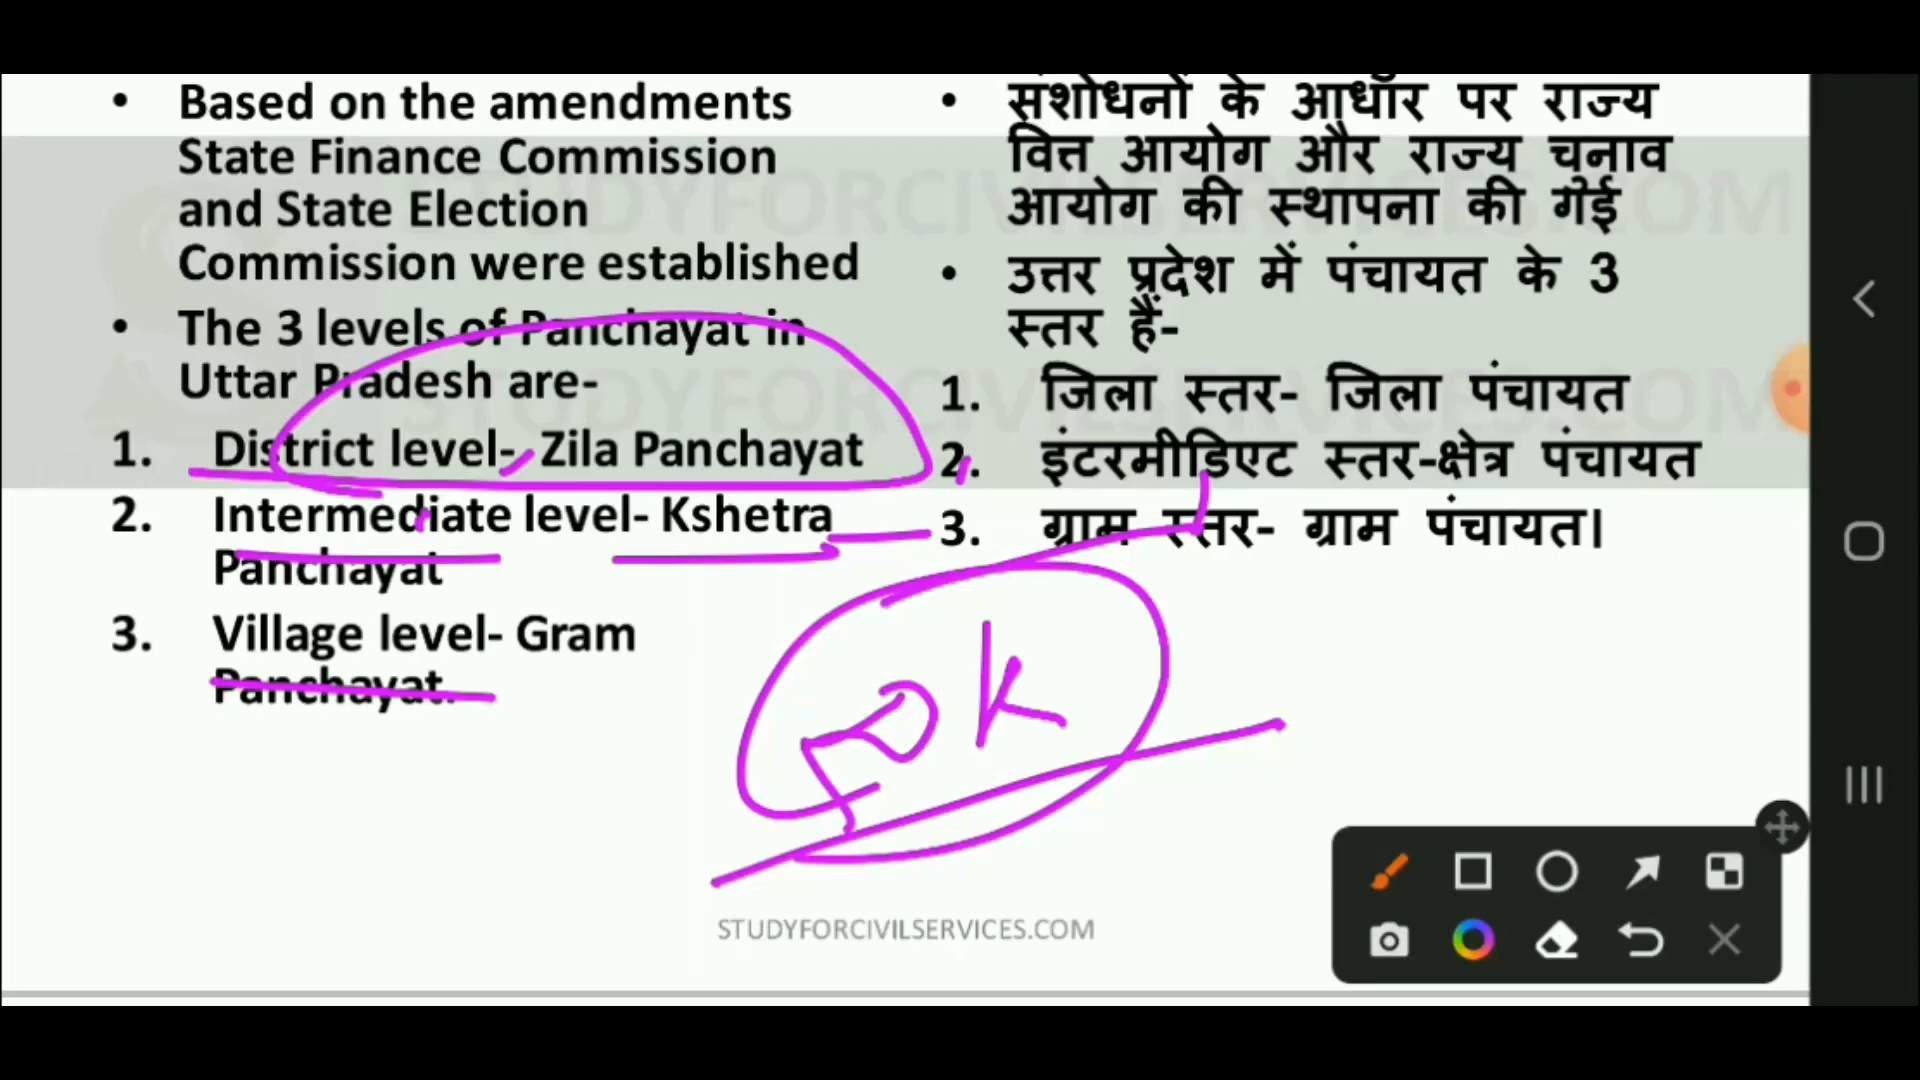 • Based on the amendments
State Finance Commission
and State Election
Commission were established
• The 3 levels of Panchayat in
Uttar Pradesh are-
1. District level- Zila Panchayat
2. Intermediate level- Kshetra
Panchayat
3. Village level- Gram
Panchayat.
• संशोधनों के आधार पर राज्य
वित्त आयोग और राज्य चुनाव
आयोग की स्थापना की गई
• उत्तर प्रदेश में पंचायत के 3
स्तर हैं-
1. जिला स्तर- जिला पंचायत
2. इंटरमीडिएट स्तर-क्षेत्र पंचायत
3. ग्राम स्तर- ग्राम पंचायत।
STUDYFORCIVILSERVICES.COM